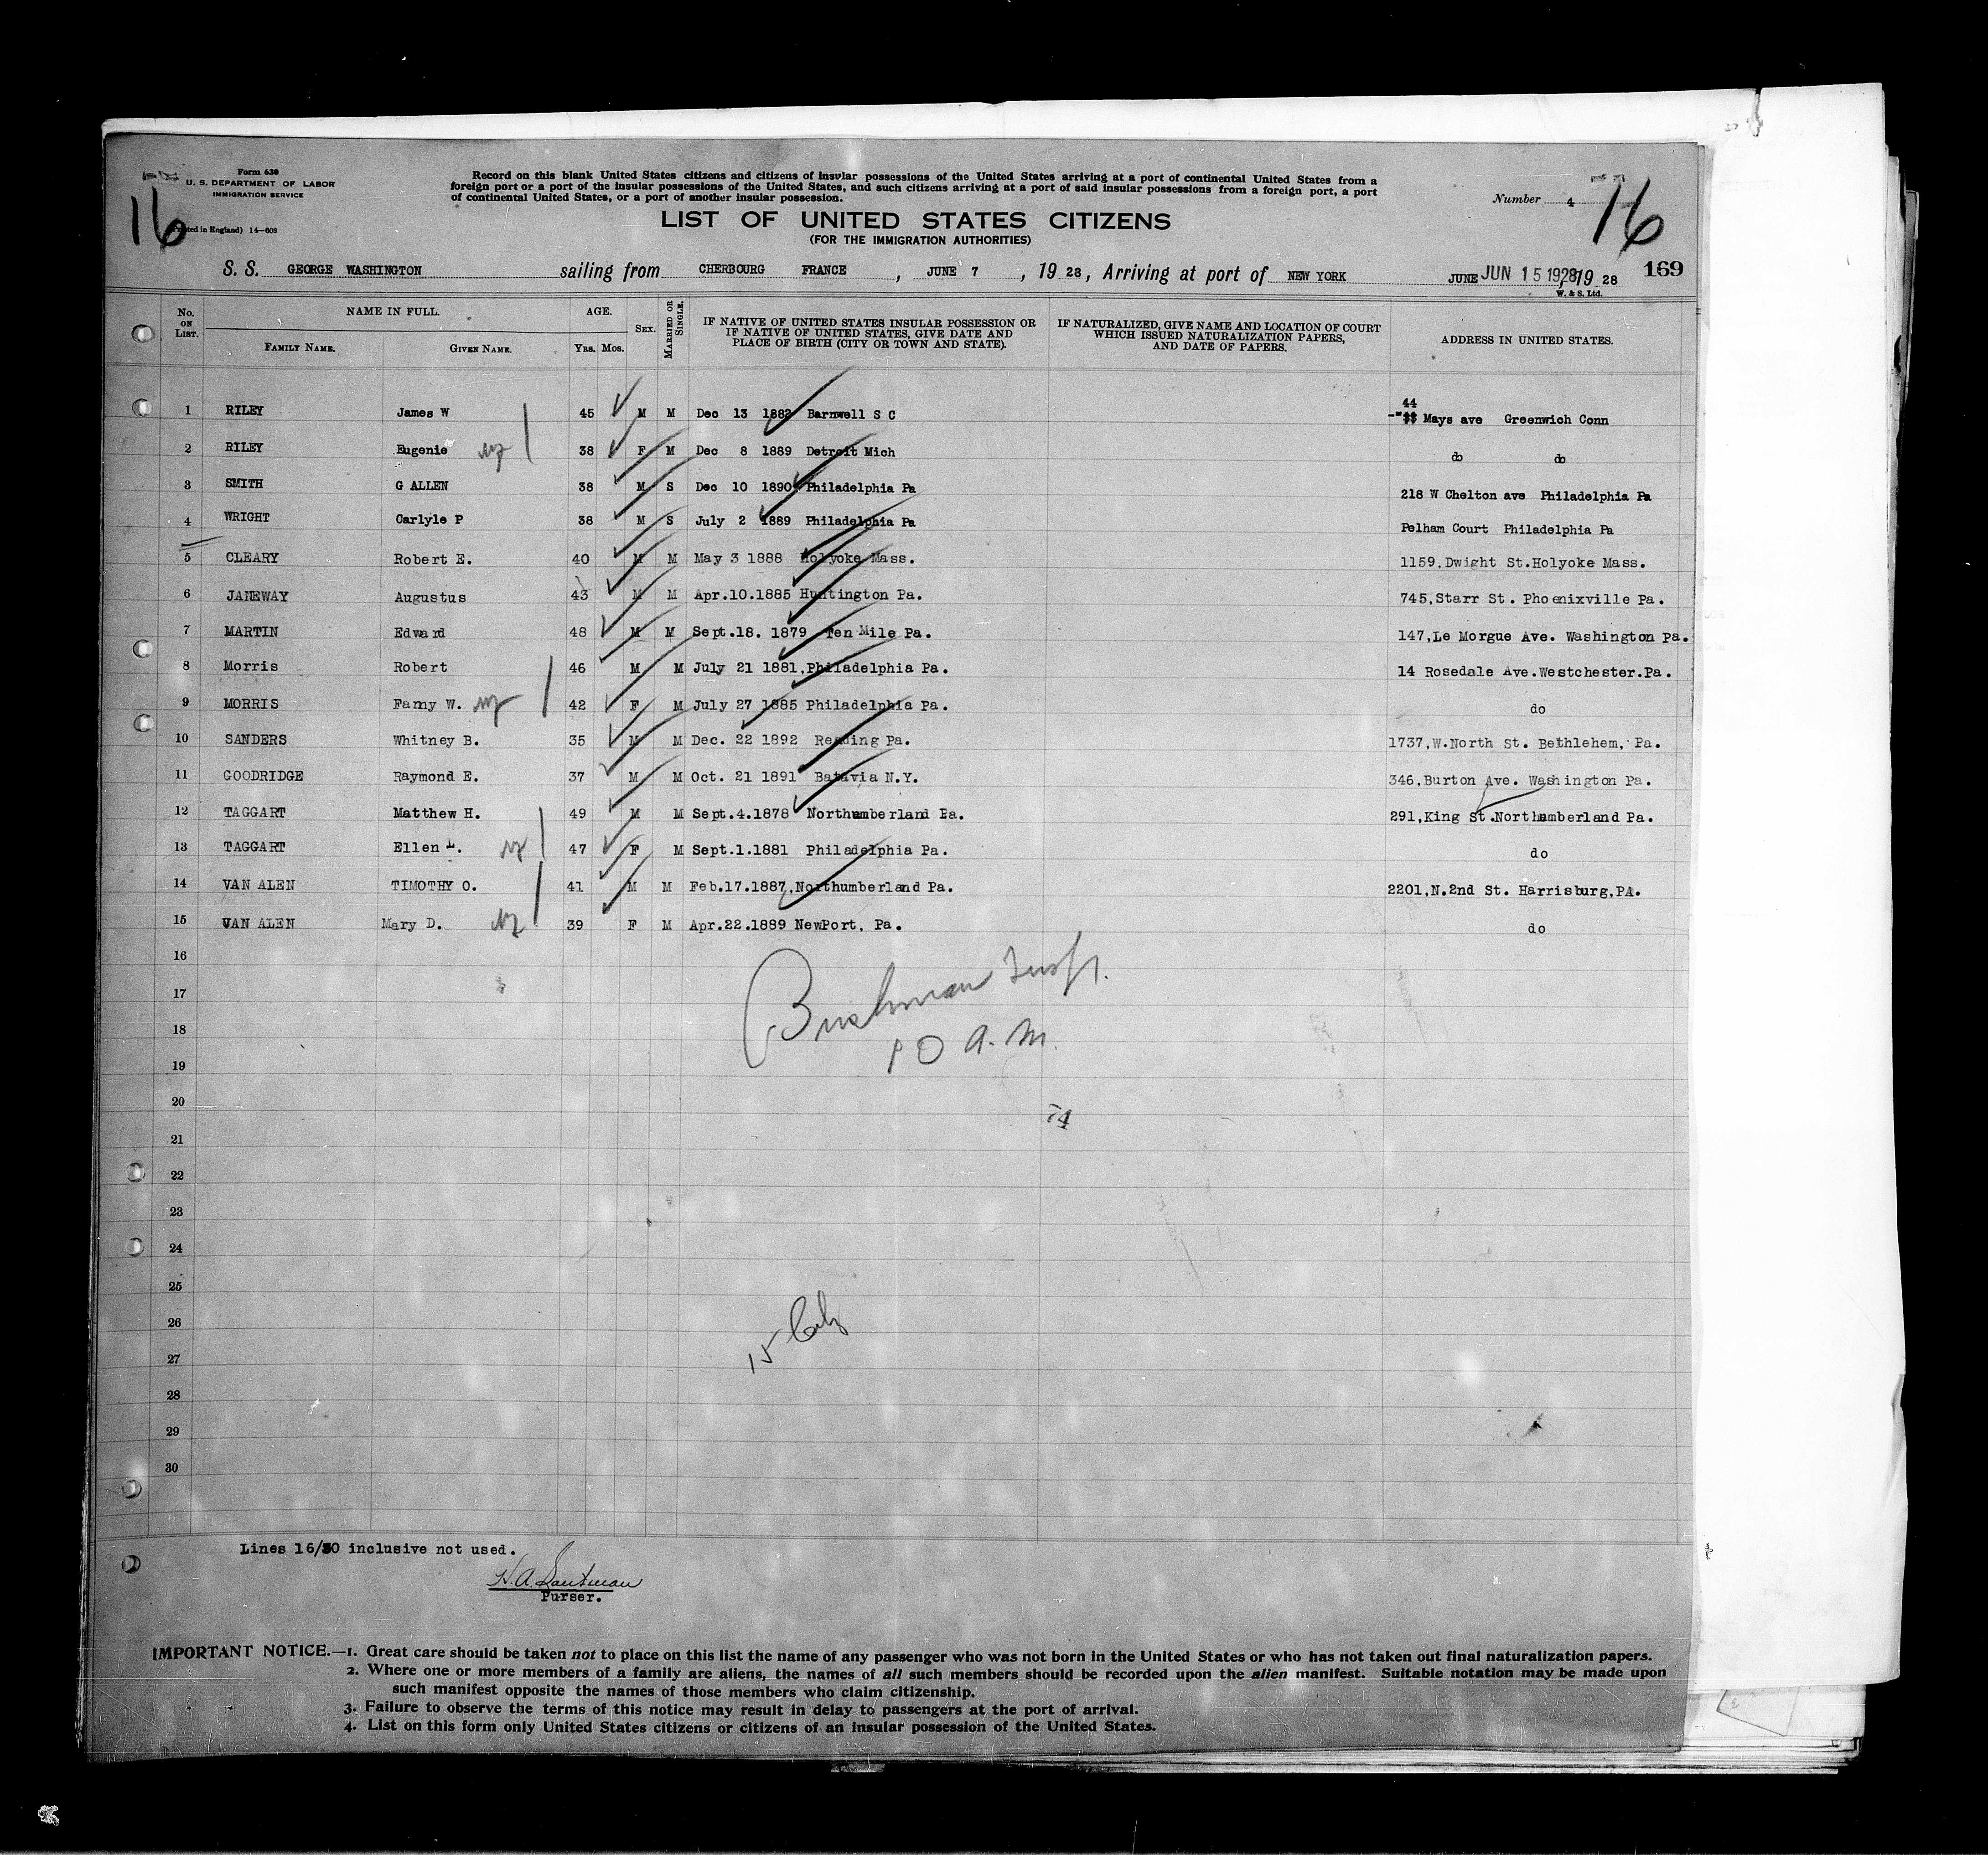 Form 630
U. S. DEPARTMENT OF LABOR
IMMIGRATION SERVICE
16
(Printed in England) 14—608
Record on this blank United States citizens and citizens of insular possessions of the United States arriving at a port of continental United States from a
foreign port or a port of the insular possessions of the United States, and such citizens arriving at a port of said insular possessions from a foreign port, a port
of continental United States, or a port of another insular possession.
Number 4
16
LIST OF UNITED STATES CITIZENS
(FOR THE IMMIGRATION AUTHORITIES)
S. S. GEORGE WASHINGTON sailing from CHERBOURG FRANCE, JUNE 7, 19 28, Arriving at port of NEW YORK JUNE JUN 15 1928, 19 28 169
W. & S. Ltd.
No. ON LIST. NAME IN FULL. FAMILY NAME. GIVEN NAME. AGE. Yrs. Mos. SEX. MARRIED OR SINGLE. IF NATIVE OF UNITED STATES INSULAR POSSESSION OR IF NATIVE OF UNITED STATES, GIVE DATE AND PLACE OF BIRTH (CITY OR TOWN AND STATE). IF NATURALIZED, GIVE NAME AND LOCATION OF COURT WHICH ISSUED NATURALIZATION PAPERS, AND DATE OF PAPERS. ADDRESS IN UNITED STATES.
1 RILEY James W 45 M M Dec 13 1882 Barnwell S C 44 Mays ave Greenwich Conn
2 RILEY Eugenie 38 F M Dec 8 1889 Detroit Mich do do
3 SMITH G ALLEN 38 M S Dec 10 1890 Philadelphia Pa 218 W Chelton ave Philadelphia Pa
4 WRIGHT Carlyle P 38 M S July 2 1889 Philadelphia Pa Pelham Court Philadelphia Pa
5 CLEARY Robert E. 40 M M May 3 1888 Holyoke Mass. 1159,Dwight St.Holyoke Mass.
6 JANEWAY Augustus 43 M M Apr.10.1885 Huntington Pa. 745,Starr St. Phoenixville Pa.
7 MARTIN Edward 48 M M Sept.18. 1879 Ten Mile Pa. 147,Le Morgue Ave. Washington Pa.
8 Morris Robert 46 M M July 21 1881,Philadelphia Pa. 14 Rosedale Ave.Westchester.Pa.
9 MORRIS Fanny W. 42 F M July 27 1885 Philadelphia Pa. do
10 SANDERS Whitney B. 35 M M Dec. 22 1892 Reading Pa. 1737,W.North St. Bethlehem, Pa.
11 GOODRIDGE Raymond E. 37 M M Oct. 21 1891 Batavia N.Y. 346,Burton Ave. Washington Pa.
12 TAGGART Matthew H. 49 M M Sept.4.1878 Northumberland Pa. 291,King St.Northumberland Pa.
13 TAGGART Ellen L. 47 F M Sept.1.1881 Philadelphia Pa. do
14 VAN ALEN TIMOTHY O. 41 M M Feb.17.1887,Northumberland Pa. 2201,N.2nd St. Harrisburg,PA.
15 VAN ALEN Mary D. 39 F M Apr.22.1889 NewPort, Pa. do
16
17 Bushman Insp.
18 10 A.M.
19
20
21
22
23
24
25
26
27
28
29
30
Lines 16/30 inclusive not used.
Purser.
IMPORTANT NOTICE.—1. Great care should be taken not to place on this list the name of any passenger who was not born in the United States or who has not taken out final naturalization papers.
2. Where one or more members of a family are aliens, the names of all such members should be recorded upon the alien manifest. Suitable notation may be made upon
such manifest opposite the names of those members who claim citizenship.
3. Failure to observe the terms of this notice may result in delay to passengers at the port of arrival.
4. List on this form only United States citizens or citizens of an insular possession of the United States.